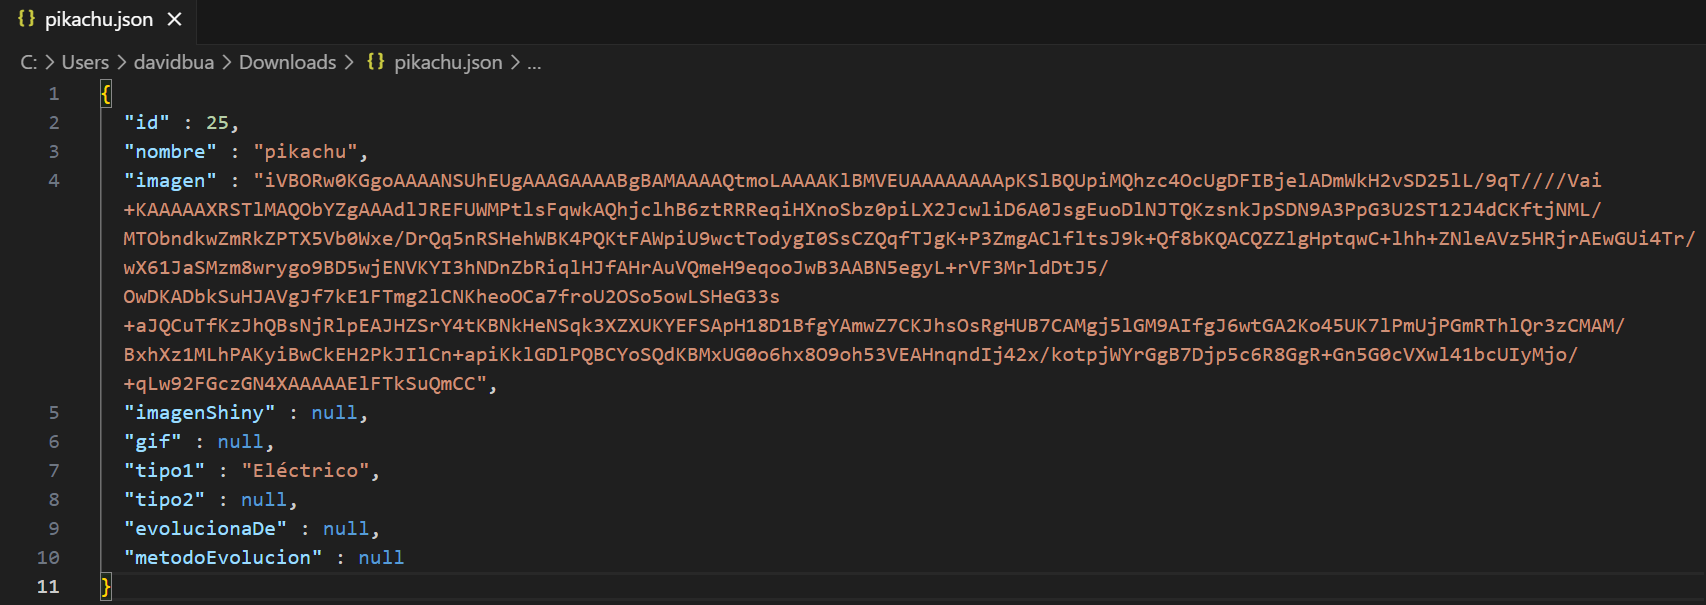 {} pikachu.json ×
C: > Users > davidbua > Downloads > {} pikachu.json > ...
1 {
2 "id" : 25,
3 "nombre" : "pikachu",
4 "imagen" : "iVBORw0KGgoAAAANSUhEUgAAAGAAAABgBAMAAAAQtmoLAAAAKlBMVEUAAAAAAAApKSlBQUpiMQhzc4OcUgDFIBjelADmWkH2vSD25lL/9qT////Vai
+KAAAAAXRSTlMAQObYZgAAAdlJREFUWMPtlsFqwkAQhjclhB6ztRRReqiHXnoSbz0piLX2JcwliD6A0JsgEuoDlNJTQKzsnkJpSDN9A3PpG3U2ST12J4dCKftjNML/
MTObndkwZmRkZPTX5Vb0Wxe/DrQq5nRSHehWBK4PQKtFAWpiU9wctTodygI0SsCZQqfTJgK+P3ZmgAClfltsJ9k+Qf8bKQACQZZlgHptqwC+lhh+ZNleAVz5HRjrAEwGUi4Tr/
wX61JaSMzm8wrygo9BD5wjENVKYI3hNDnZbRiqlHJfAHrAuVQmeH9eqooJwB3AABN5egyL+rVF3MrldDtJ5/
OwDKADbkSuHJAVgJf7kE1FTmg2lCNKheoOCa7froU2OSo5owLSHeG33s
+aJQCuTfKzJhQBsNjRlpEAJHZSrY4tKBNkHeNSqk3XZXUKYEFSApH18D1BfgYAmwZ7CKJhsOsRgHUB7CAMgj5lGM9AIfgJ6wtGA2Ko45UK7lPmUjPGmRThlQr3zCMAM/
BxhXz1MLhPAKyiBwCkEH2PkJIlCn+apiKklGDlPQBCYoSQdKBMxUG0o6hx8O9oh53VEAHnqndIj42x/kotpjWYrGgB7Djp5c6R8GgR+Gn5G0cVXwl41bcUIyMjo/
+qLw92FGczGN4XAAAAAElFTkSuQmCC",
5 "imagenShiny" : null,
6 "gif" : null,
7 "tipo1" : "Eléctrico",
8 "tipo2" : null,
9 "evolucionaDe" : null,
10 "metodoEvolucion" : null
11 }